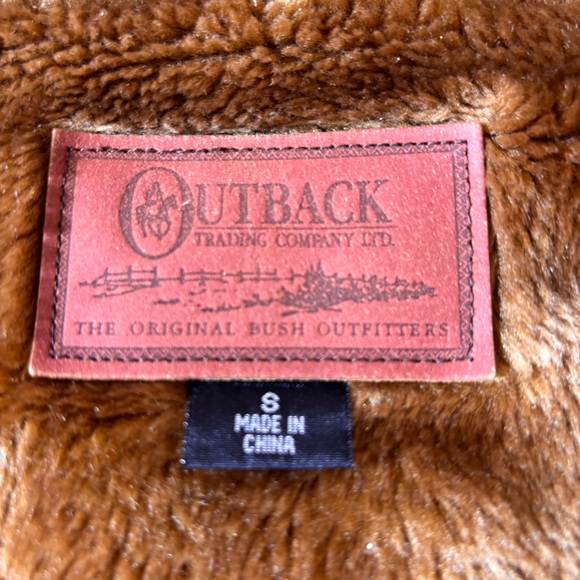 OUTBACK
TRADING COMPANY LTD.
THE ORIGINAL BUSH OUTFITTERS
S
MADE IN
CHINA